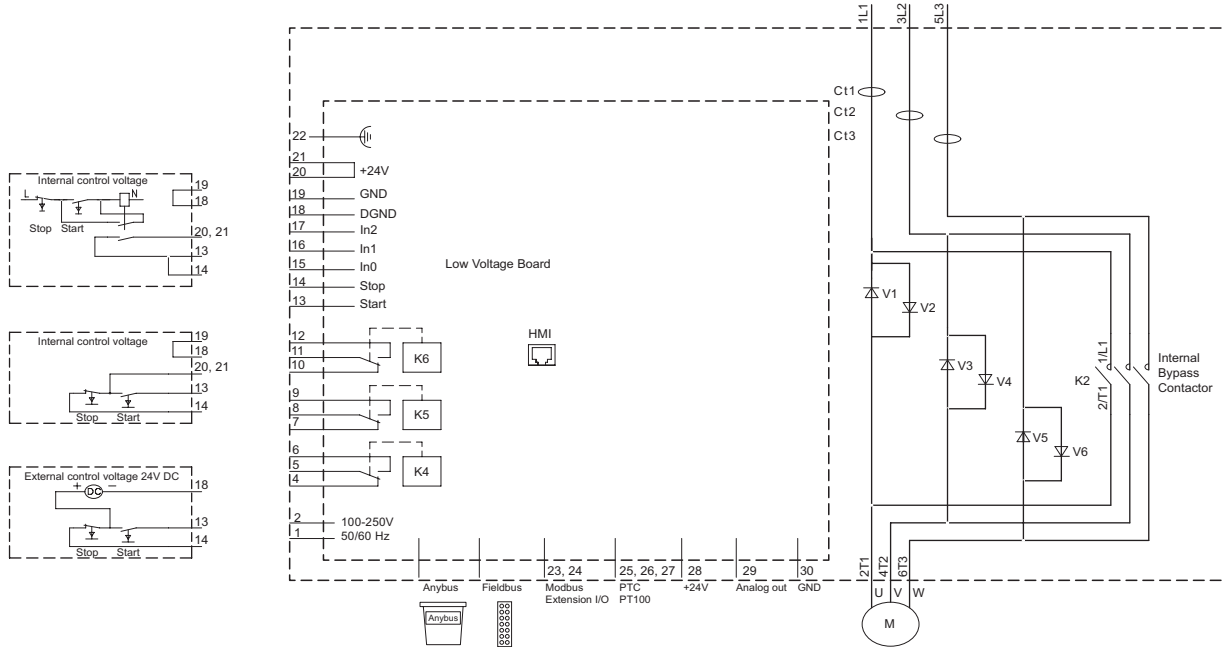 1L1
3L2
5L3
Ct1
Ct2
Ct3
22
21
20
+24V
19
GND
18
DGND
17
In2
16
In1
15
In0
14
Stop
13
Start
Low Voltage Board
HMI
12
11
10
K6
9
8
7
K5
6
5
4
K4
2
100-250V
1
50/60 Hz
Internal control voltage
L
N
Stop
Start
19
18
20, 21
13
14
Internal control voltage
19
18
20, 21
13
14
Stop
Start
External control voltage 24V DC
+
DC
−
18
13
14
Stop
Start
V1
V2
V3
V4
V5
V6
K2
1/L1
2/T1
Internal
Bypass
Contactor
23, 24
25, 26, 27
28
29
30
Anybus
Fieldbus
Modbus
Extension I/O
PTC
PT100
+24V
Analog out
GND
Anybus
2T1
4T2
6T3
U
V
W
M